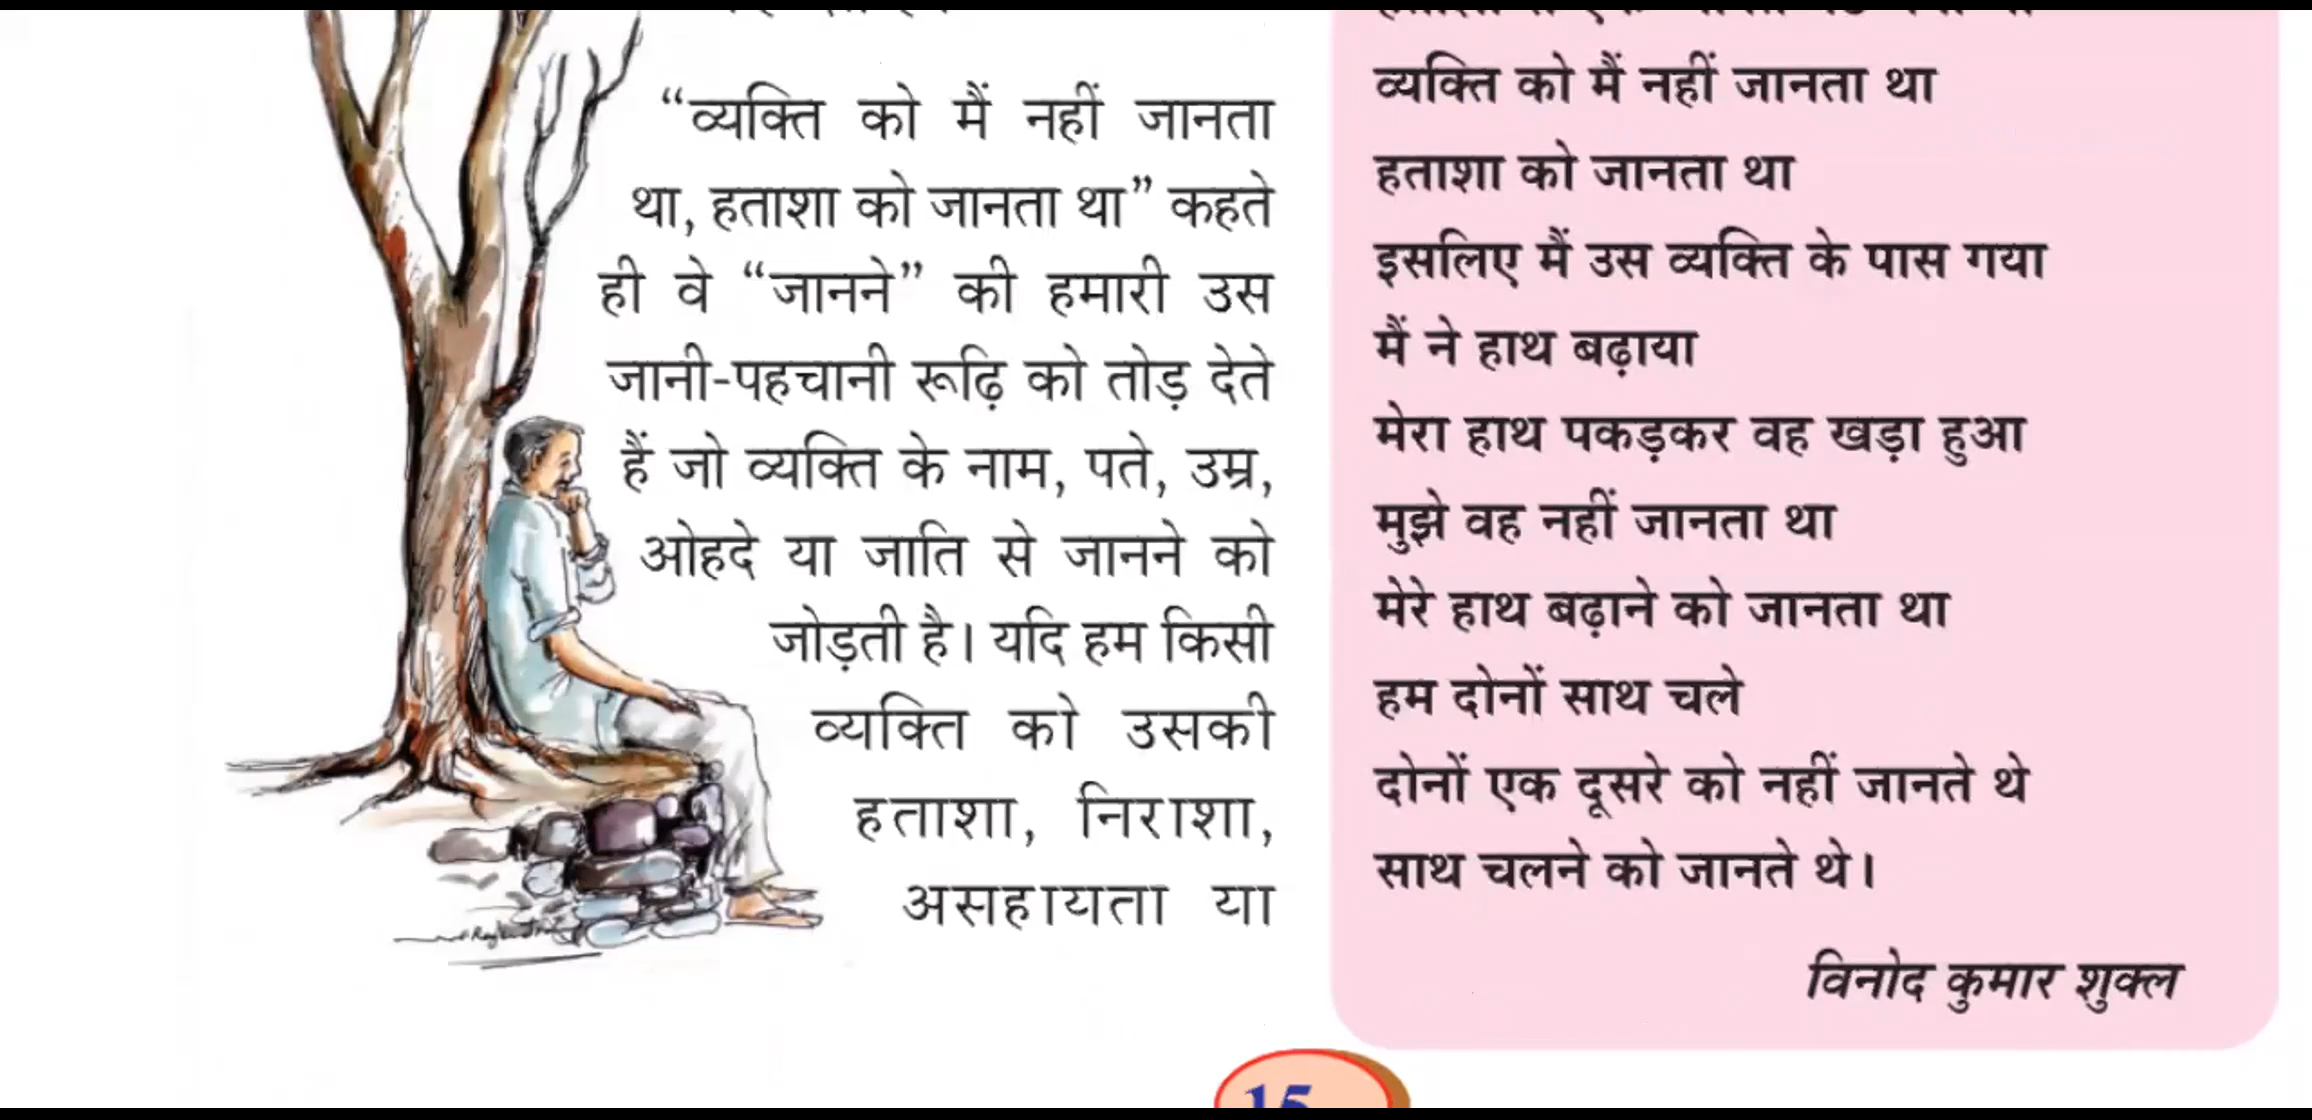 “व्यक्ति को मैं नहीं जानता
था, हताशा को जानता था” कहते
ही वे “जानने” की हमारी उस
जानी-पहचानी रूढ़ि को तोड़ देते
हैं जो व्यक्ति के नाम, पते, उम्र,
ओहदे या जाति से जानने को
जोड़ती है। यदि हम किसी
व्यक्ति को उसकी
हताशा, निराशा,
असहायता या
व्यक्ति को मैं नहीं जानता था
हताशा को जानता था
इसलिए मैं उस व्यक्ति के पास गया
मैं ने हाथ बढ़ाया
मेरा हाथ पकड़कर वह खड़ा हुआ
मुझे वह नहीं जानता था
मेरे हाथ बढ़ाने को जानता था
हम दोनों साथ चले
दोनों एक दूसरे को नहीं जानते थे
साथ चलने को जानते थे।
विनोद कुमार शुक्ल
15